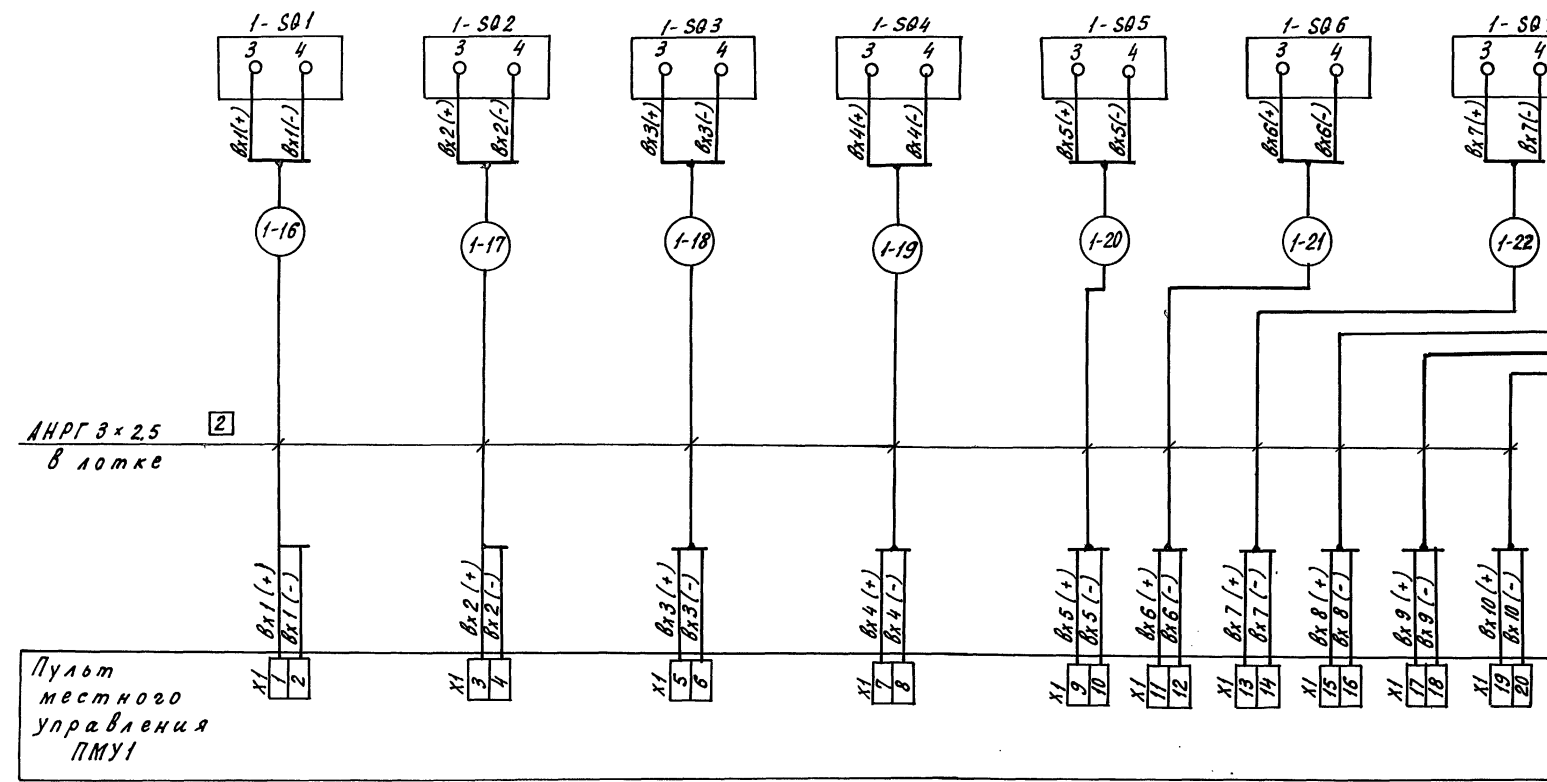 1-SQ1 1-SQ2 1-SQ3 1-SQ4 1-SQ5 1-SQ6 1-SQ
3 4 3 4 3 4 3 4 3 4 3 4 3 4
Вх1(+) Вх1(-) Вх2(+) Вх2(-) Вх3(+) Вх3(-) Вх4(+) Вх4(-) Вх5(+) Вх5(-) Вх6(+) Вх6(-) Вх7(+) Вх7(-)
1-16 1-17 1-18 1-19 1-20 1-21 1-22
АНРГ 3×2,5 2
в лотке
Вх1(+) Вх1(-) Вх2(+) Вх2(-) Вх3(+) Вх3(-) Вх4(+) Вх4(-) Вх5(+) Вх5(-) Вх6(+) Вх6(-) Вх7(+) Вх7(-) Вх8(+) Вх8(-) Вх9(+) Вх9(-) Вх10(+) Вх10(-)
X1 1 2 X1 3 4 X1 5 6 X1 7 8 X1 9 10 11 12 X1 13 14 X1 15 16 X1 17 18 X1 19 20
Пульт
местного
управления
ПМУ1